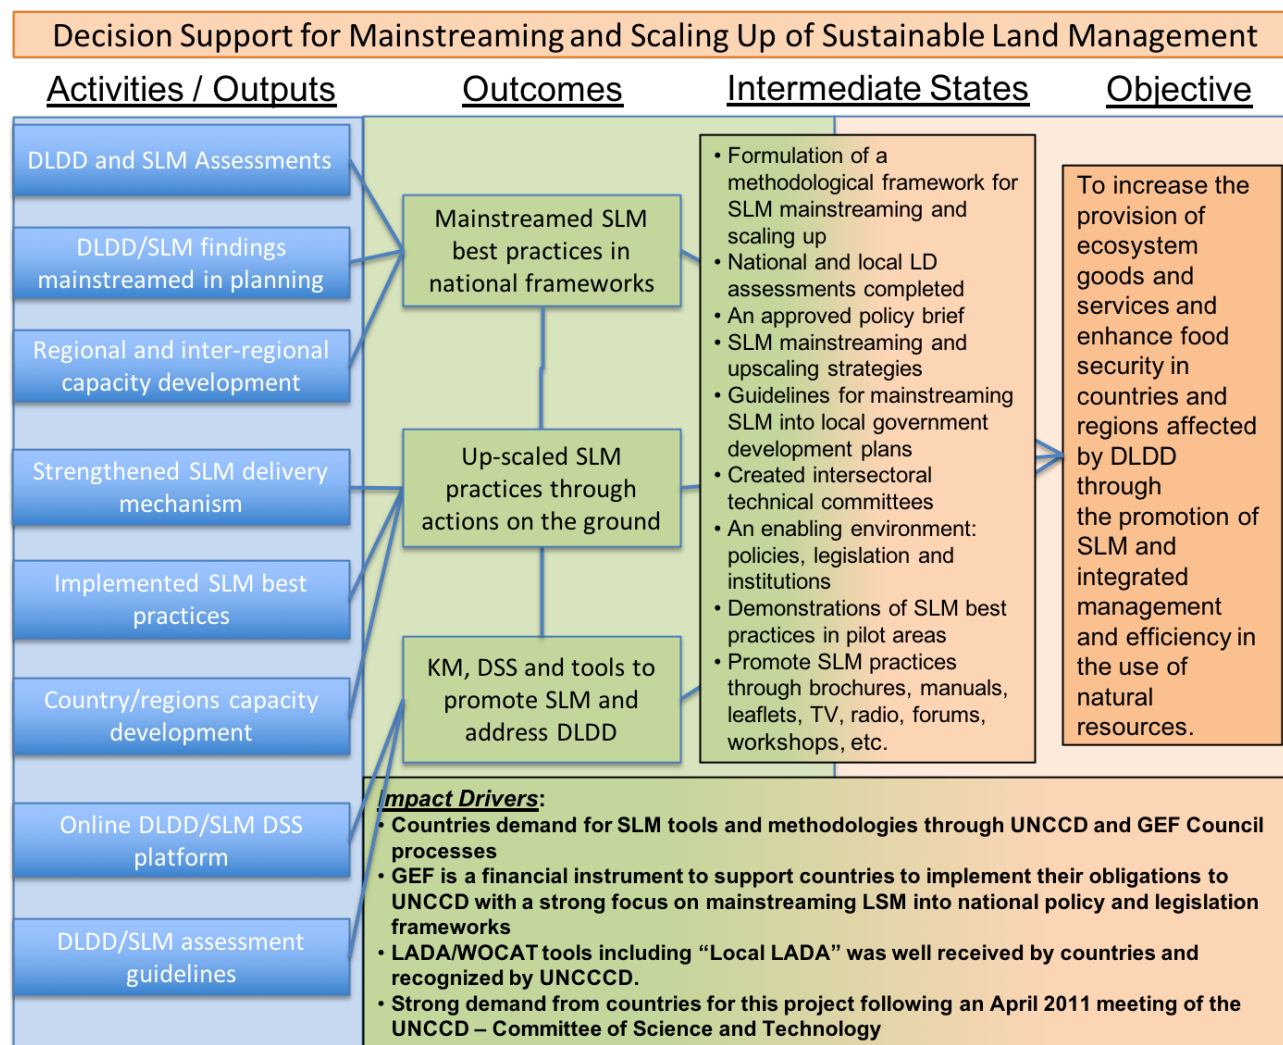 Decision Support for Mainstreaming and Scaling Up of Sustainable Land Management
Activities / Outputs
Outcomes
Intermediate States
Objective
DLDD and SLM Assessments
DLDD/SLM findings
mainstreamed in planning
Regional and inter-regional
capacity development
Strengthened SLM delivery
mechanism
Implemented SLM best
practices
Country/regions capacity
development
Online DLDD/SLM DSS
platform
DLDD/SLM assessment
guidelines
Mainstreamed SLM
best practices in
national frameworks
Up-scaled SLM
practices through
actions on the ground
KM, DSS and tools to
promote SLM and
address DLDD
• Formulation of a
methodological framework for
SLM mainstreaming and
scaling up
• National and local LD
assessments completed
• An approved policy brief
• SLM mainstreaming and
upscaling strategies
• Guidelines for mainstreaming
SLM into local government
development plans
• Created intersectoral
technical committees
• An enabling environment:
policies, legislation and
institutions
• Demonstrations of SLM best
practices in pilot areas
• Promote SLM practices
through brochures, manuals,
leaflets, TV, radio, forums,
workshops, etc.
To increase the
provision of
ecosystem
goods and
services and
enhance food
security in
countries and
regions affected
by DLDD
through
the promotion of
SLM and
integrated
management
and efficiency in
the use of
natural
resources.
Impact Drivers:
• Countries demand for SLM tools and methodologies through UNCCD and GEF Council
processes
• GEF is a financial instrument to support countries to implement their obligations to
UNCCD with a strong focus on mainstreaming LSM into national policy and legislation
frameworks
• LADA/WOCAT tools including “Local LADA” was well received by countries and
recognized by UNCCCD.
• Strong demand from countries for this project following an April 2011 meeting of the
UNCCD – Committee of Science and Technology